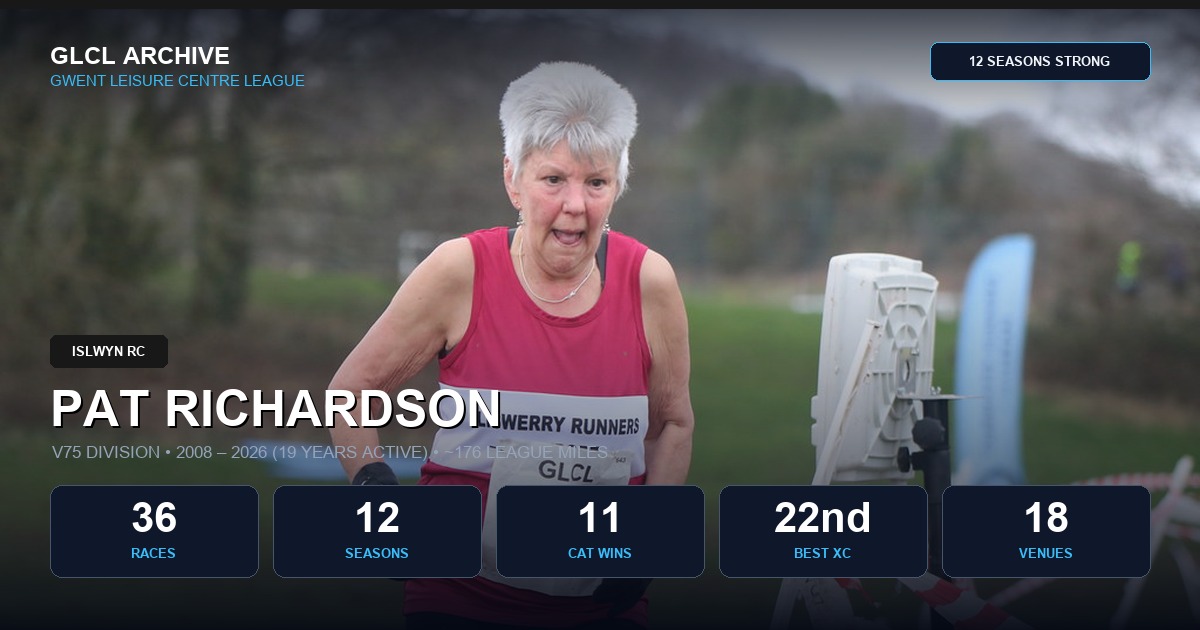 GLCL ARCHIVE
GWENT LEISURE CENTRE LEAGUE
12 SEASONS STRONG
ISLWYN RC
PAT RICHARDSON
WERRY RUNNERS
V75 DIVISION • 2008 – 2026 (19 YEARS ACTIVE) • ~176 LEAGUE MILES
GLCL
36
RACES
12
SEASONS
11
CAT WINS
22nd
BEST XC
18
VENUES